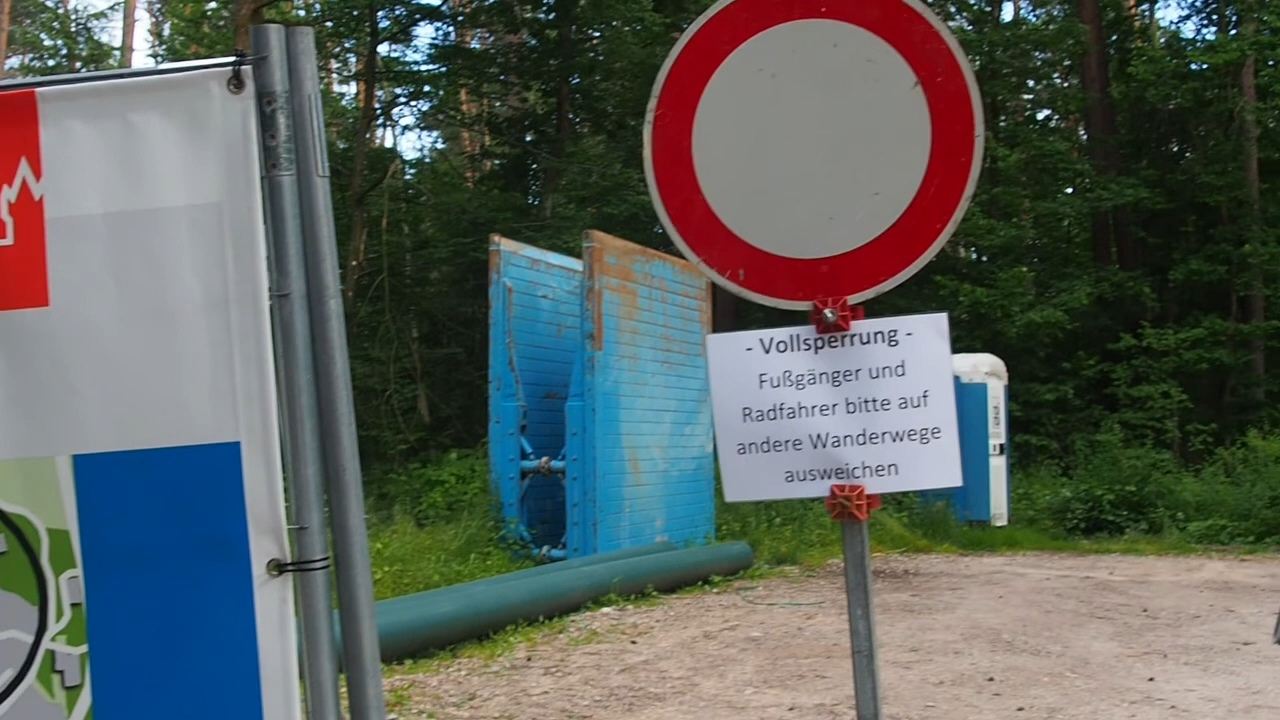 - Vollsperrung -
Fußgänger und
Radfahrer bitte auf
andere Wanderwege
ausweichen